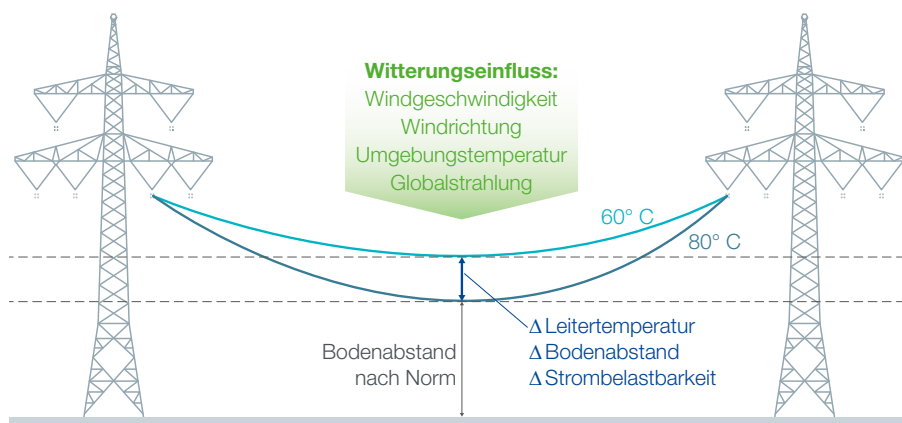 Witterungseinfluss:
Windgeschwindigkeit
Windrichtung
Umgebungstemperatur
Globalstrahlung
60° C
80° C
Δ Leitertemperatur
Δ Bodenabstand
Δ Strombelastbarkeit
Bodenabstand
nach Norm